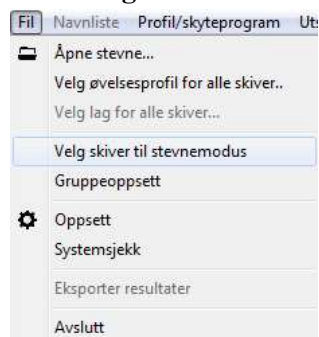 Fil Navnliste Profil/skyteprogram Uts
Åpne stevne...
Velg øvelsesprofil for alle skiver..
Velg lag for alle skiver...
Velg skiver til stevnemodus
Gruppeoppsett
Oppsett
Systemsjekk
Eksporter resultater
Avslutt